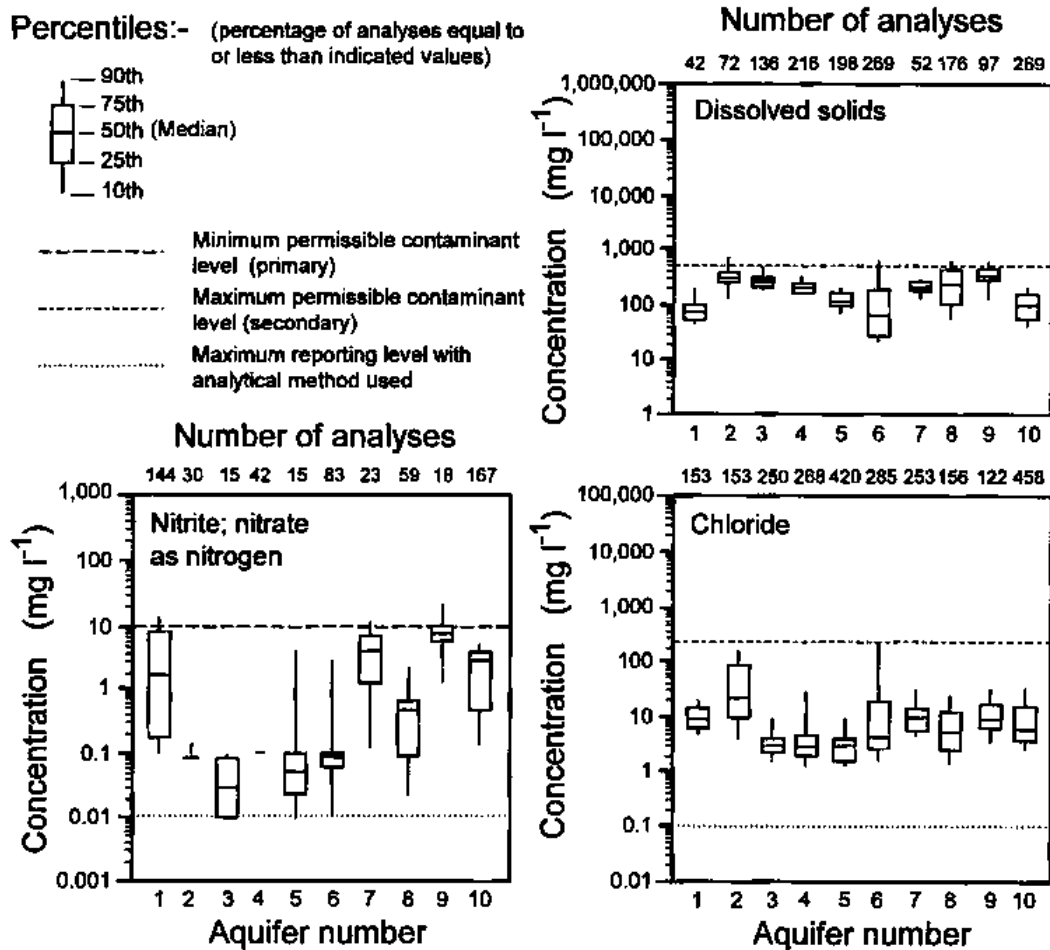 Percentiles:- (percentage of analyses equal to
or less than indicated values)
90th
75th
50th (Median)
25th
10th
Minimum permissible contaminant
level (primary)
Maximum permissible contaminant
level (secondary)
Maximum reporting level with
analytical method used
Number of analyses
42 72 136 216 198 269 52 176 97 269
Dissolved solids
Concentration (mg l⁻¹)
1,000,000
100,000
10,000
1,000
100
10
1
1 2 3 4 5 6 7 8 9 10
Number of analyses
144 30 15 42 15 83 23 59 18 167
Nitrite; nitrate
as nitrogen
Concentration (mg l⁻¹)
1,000
100
10
1
0.1
0.01
0.001
1 2 3 4 5 6 7 8 9 10
Aquifer number
153 153 250 268 420 285 253 156 122 458
Chloride
Concentration (mg l⁻¹)
100,000
10,000
1,000
100
10
1
0.1
0.01
1 2 3 4 5 6 7 8 9 10
Aquifer number